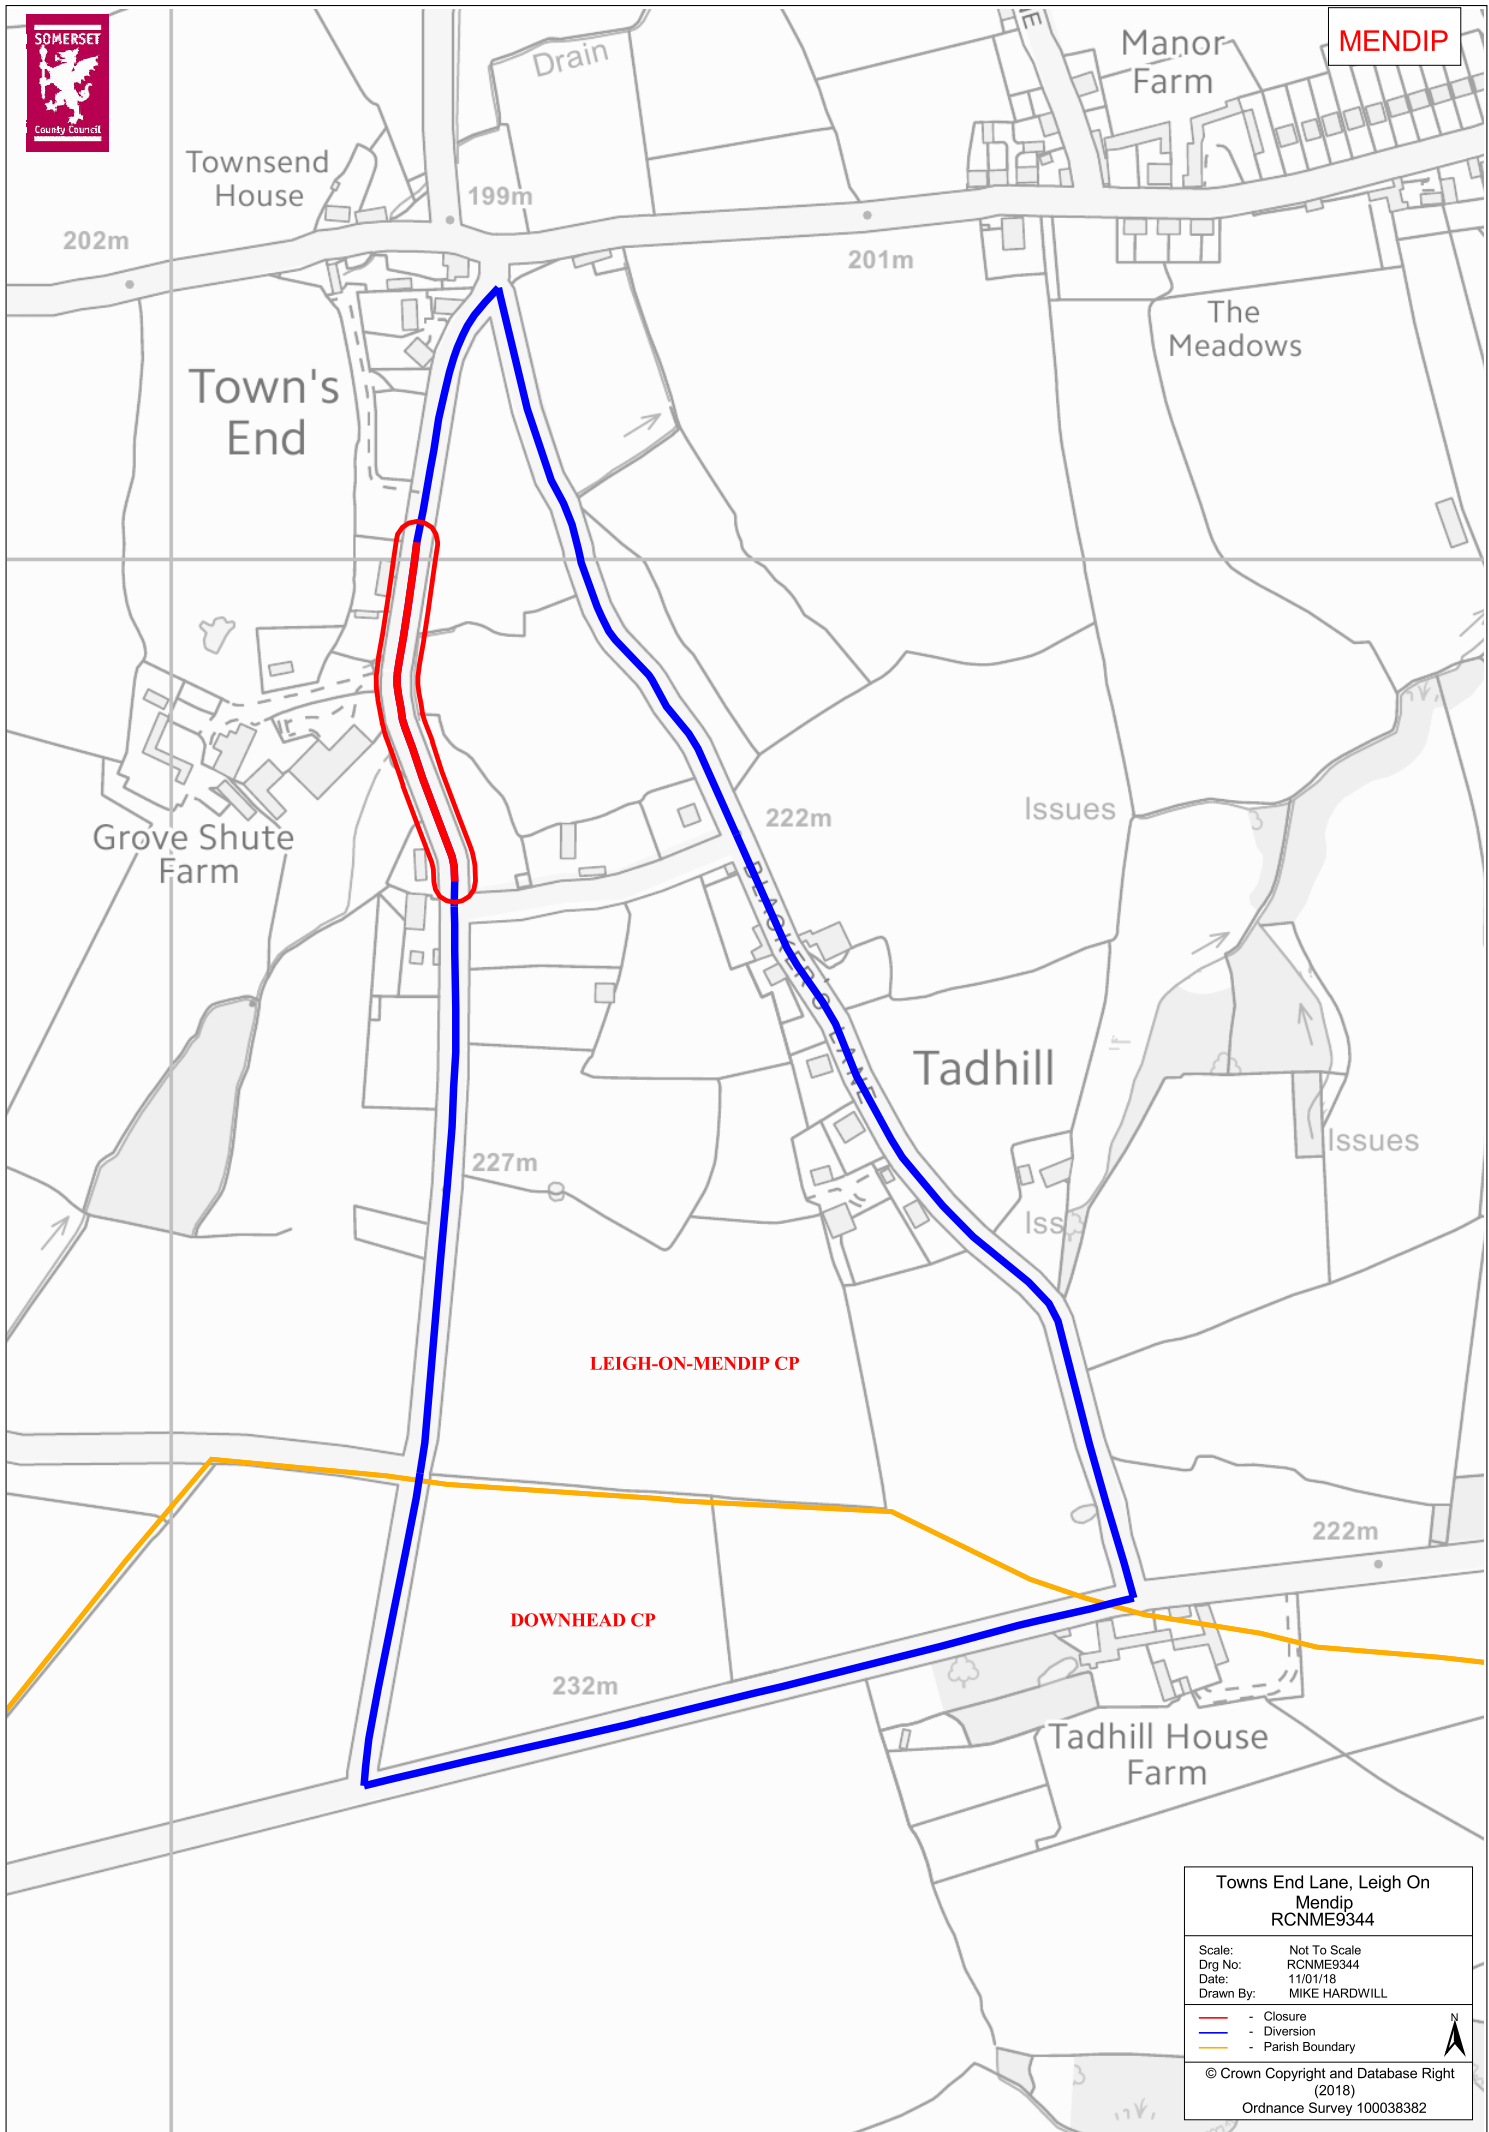 SOMERSET
County Council
MENDIP
Drain
Manor
Farm
Townsend
House
199m
202m
201m
The
Meadows
Town's
End
222m
Issues
Grove Shute
Farm
LANE
Tadhill
Issues
227m
Iss
LEIGH-ON-MENDIP CP
222m
DOWNHEAD CP
232m
Tadhill House
Farm
Towns End Lane, Leigh On
Mendip
RCNME9344
Scale: Not To Scale
Drg No: RCNME9344
Date: 11/01/18
Drawn By: MIKE HARDWILL
- Closure
- Diversion
- Parish Boundary
N
© Crown Copyright and Database Right
(2018)
Ordnance Survey 100038382